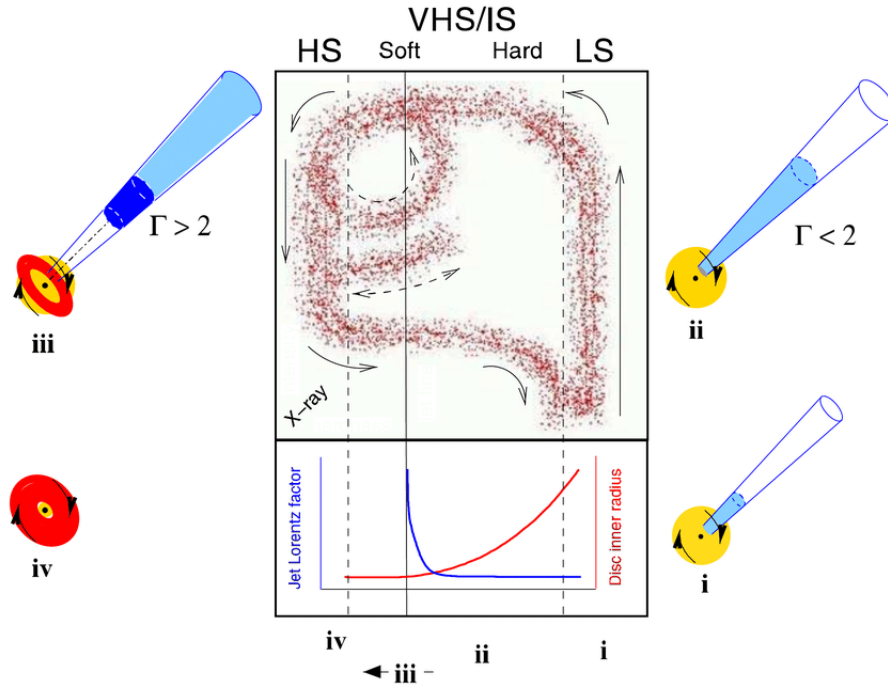 VHS/IS
HS Soft Hard LS
Γ > 2
Γ < 2
iii
ii
X-ray
Jet Lorentz factor
Disc inner radius
iv
i
iv
ii
i
iii